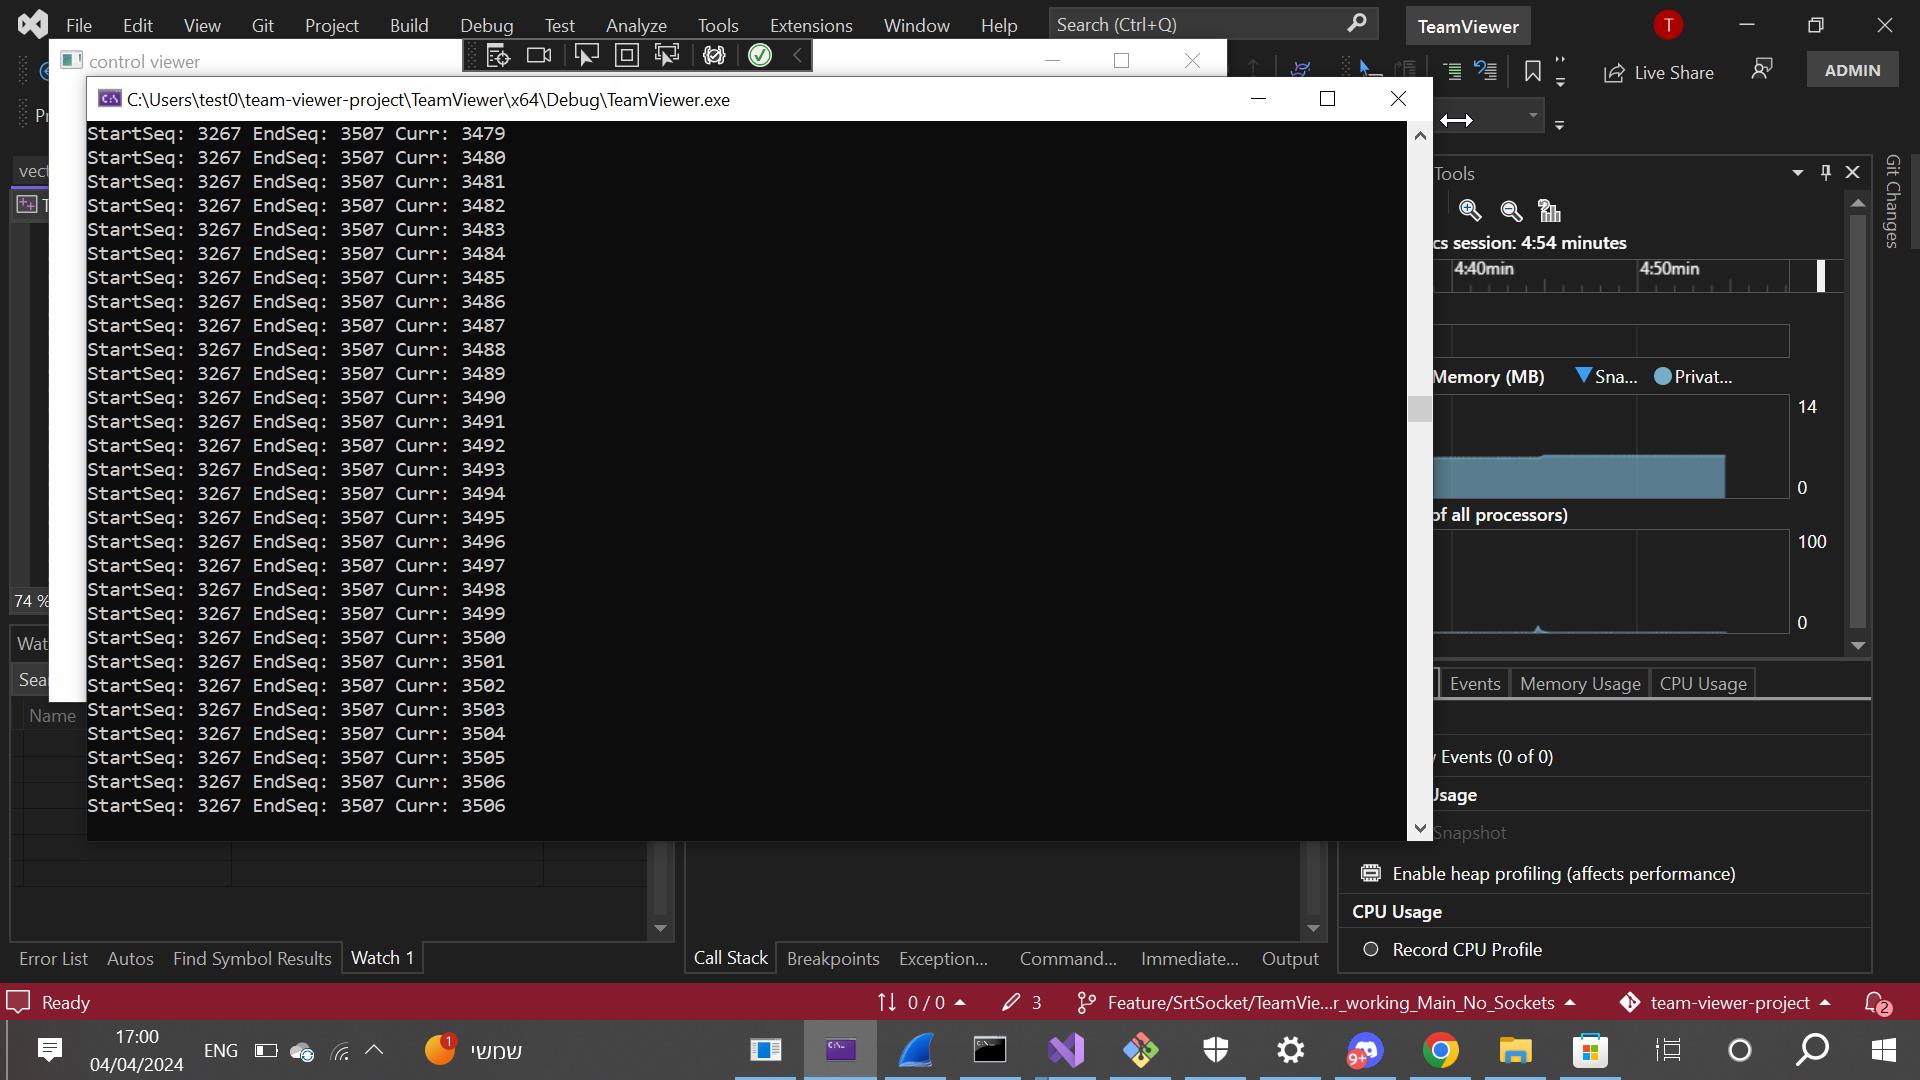 File Edit View Git Project Build Debug Test Analyze Tools Extensions Window Help Search (Ctrl+Q) TeamViewer T
control viewer
Live Share ADMIN
C:\Users\test0\team-viewer-project\TeamViewer\x64\Debug\TeamViewer.exe
StartSeq: 3267 EndSeq: 3507 Curr: 3479
StartSeq: 3267 EndSeq: 3507 Curr: 3480
StartSeq: 3267 EndSeq: 3507 Curr: 3481
StartSeq: 3267 EndSeq: 3507 Curr: 3482
StartSeq: 3267 EndSeq: 3507 Curr: 3483
StartSeq: 3267 EndSeq: 3507 Curr: 3484
StartSeq: 3267 EndSeq: 3507 Curr: 3485
StartSeq: 3267 EndSeq: 3507 Curr: 3486
StartSeq: 3267 EndSeq: 3507 Curr: 3487
StartSeq: 3267 EndSeq: 3507 Curr: 3488
StartSeq: 3267 EndSeq: 3507 Curr: 3489
StartSeq: 3267 EndSeq: 3507 Curr: 3490
StartSeq: 3267 EndSeq: 3507 Curr: 3491
StartSeq: 3267 EndSeq: 3507 Curr: 3492
StartSeq: 3267 EndSeq: 3507 Curr: 3493
StartSeq: 3267 EndSeq: 3507 Curr: 3494
StartSeq: 3267 EndSeq: 3507 Curr: 3495
StartSeq: 3267 EndSeq: 3507 Curr: 3496
StartSeq: 3267 EndSeq: 3507 Curr: 3497
StartSeq: 3267 EndSeq: 3507 Curr: 3498
StartSeq: 3267 EndSeq: 3507 Curr: 3499
StartSeq: 3267 EndSeq: 3507 Curr: 3500
StartSeq: 3267 EndSeq: 3507 Curr: 3501
StartSeq: 3267 EndSeq: 3507 Curr: 3502
StartSeq: 3267 EndSeq: 3507 Curr: 3503
StartSeq: 3267 EndSeq: 3507 Curr: 3504
StartSeq: 3267 EndSeq: 3507 Curr: 3505
StartSeq: 3267 EndSeq: 3507 Curr: 3506
StartSeq: 3267 EndSeq: 3507 Curr: 3506
Pr
vect
T
74 %
Wat
Sea
Name
Tools
Git Changes
cs session: 4:54 minutes
4:40min 4:50min
Memory (MB) Sna... Privat...
14
0
of all processors)
100
0
Events Memory Usage CPU Usage
Events (0 of 0)
Usage
Snapshot
Enable heap profiling (affects performance)
CPU Usage
Record CPU Profile
Error List Autos Find Symbol Results Watch 1
Call Stack Breakpoints Exception... Command... Immediate... Output
Ready 0 / 0 3 Feature/SrtSocket/TeamVie...r_working_Main_No_Sockets team-viewer-project 2
17:00
04/04/2024
ENG
1
שמשי
9+